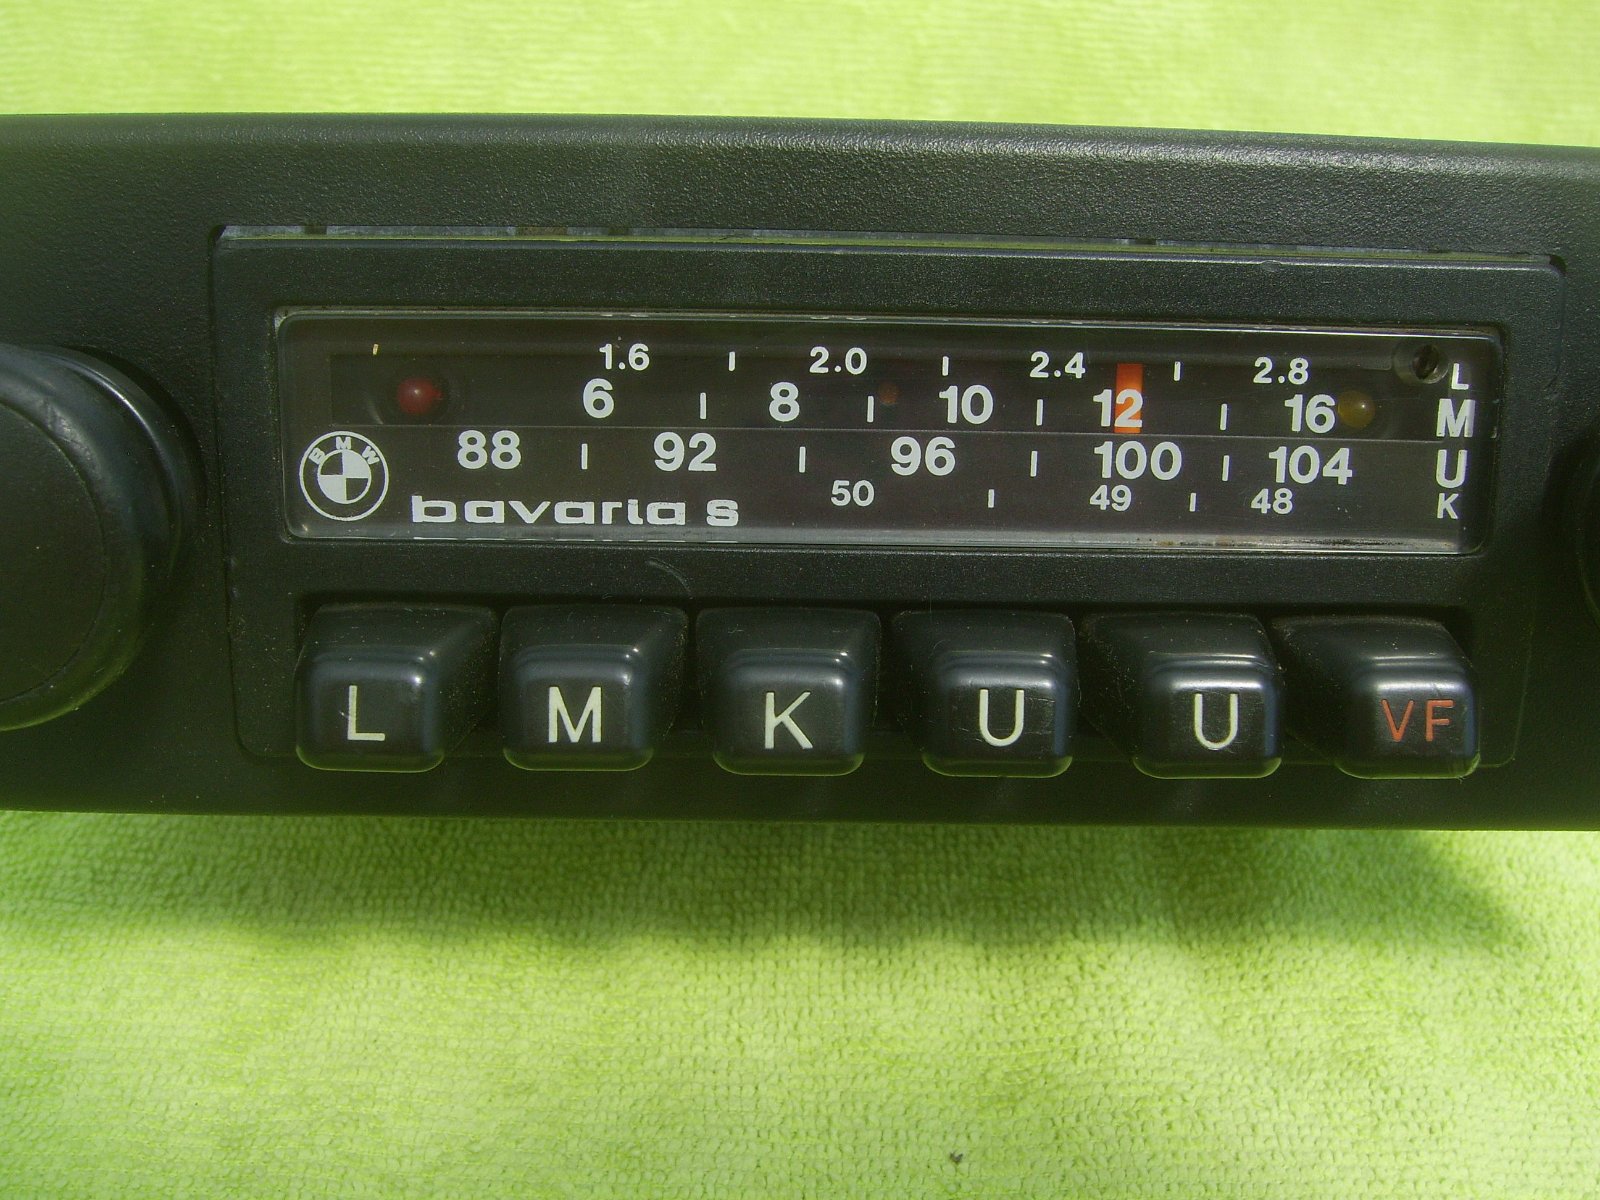 1.6 2.0 2.4 2.8 L
6 8 10 12 16 M
88 92 96 100 104 U
50 49 48 K
BMW
bavaria s
L M K U U VF